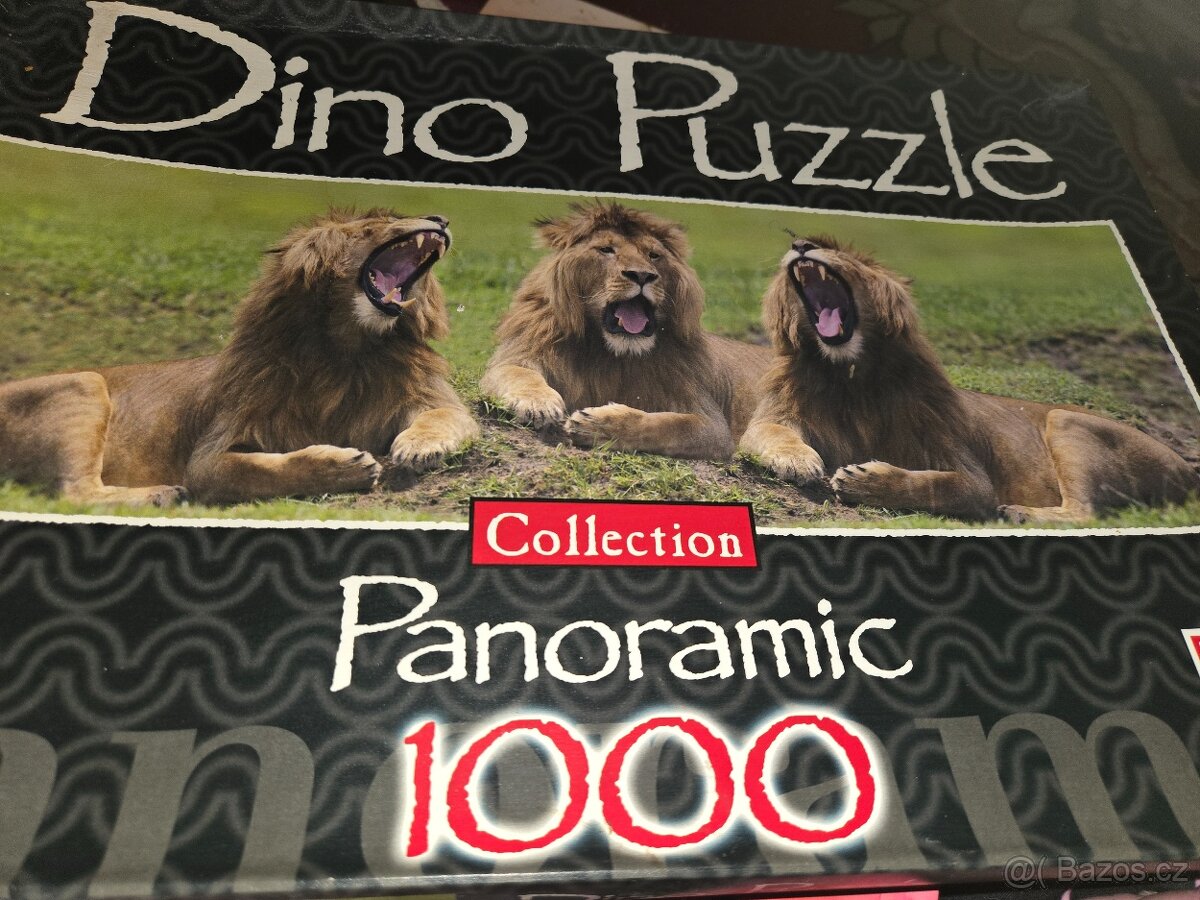 Dino Puzzle
Collection
Panoramic
1000
@( Bazos.cz